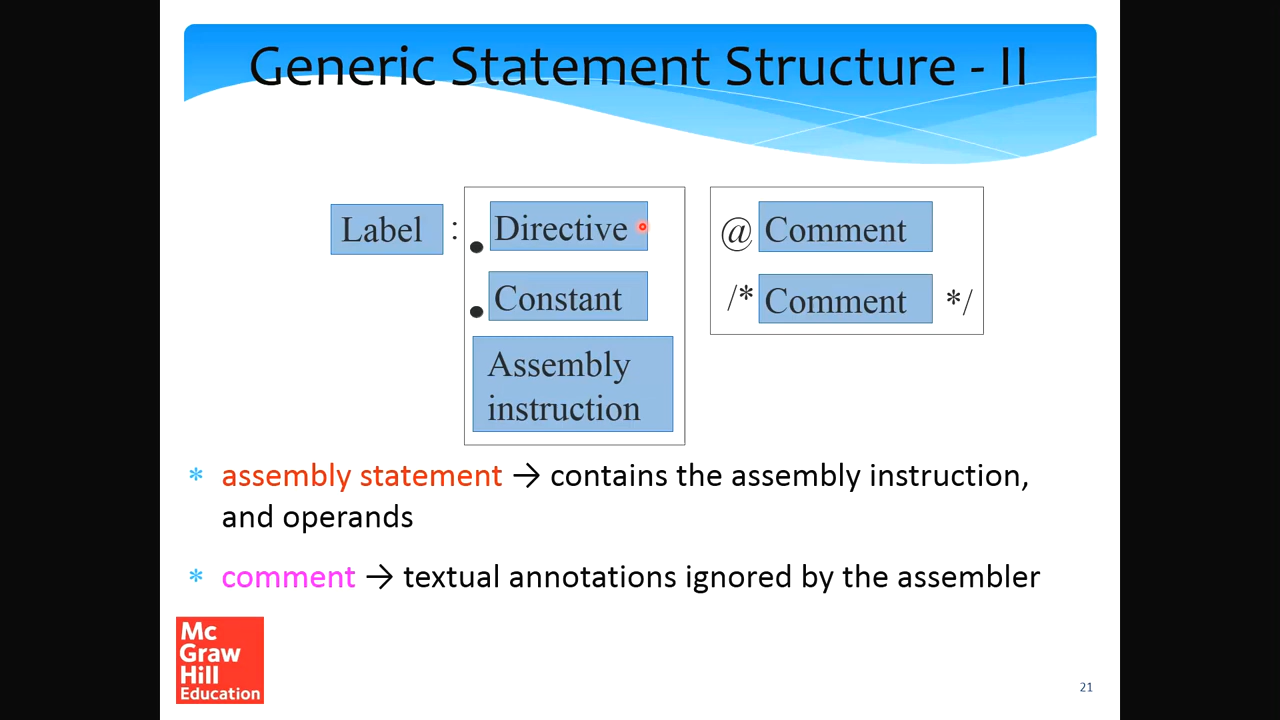 Generic Statement Structure - II
Label : . Directive
@ Comment
. Constant
/* Comment */
Assembly
instruction
* assembly statement → contains the assembly instruction,
and operands
* comment → textual annotations ignored by the assembler
Mc
Graw
Hill
Education
21